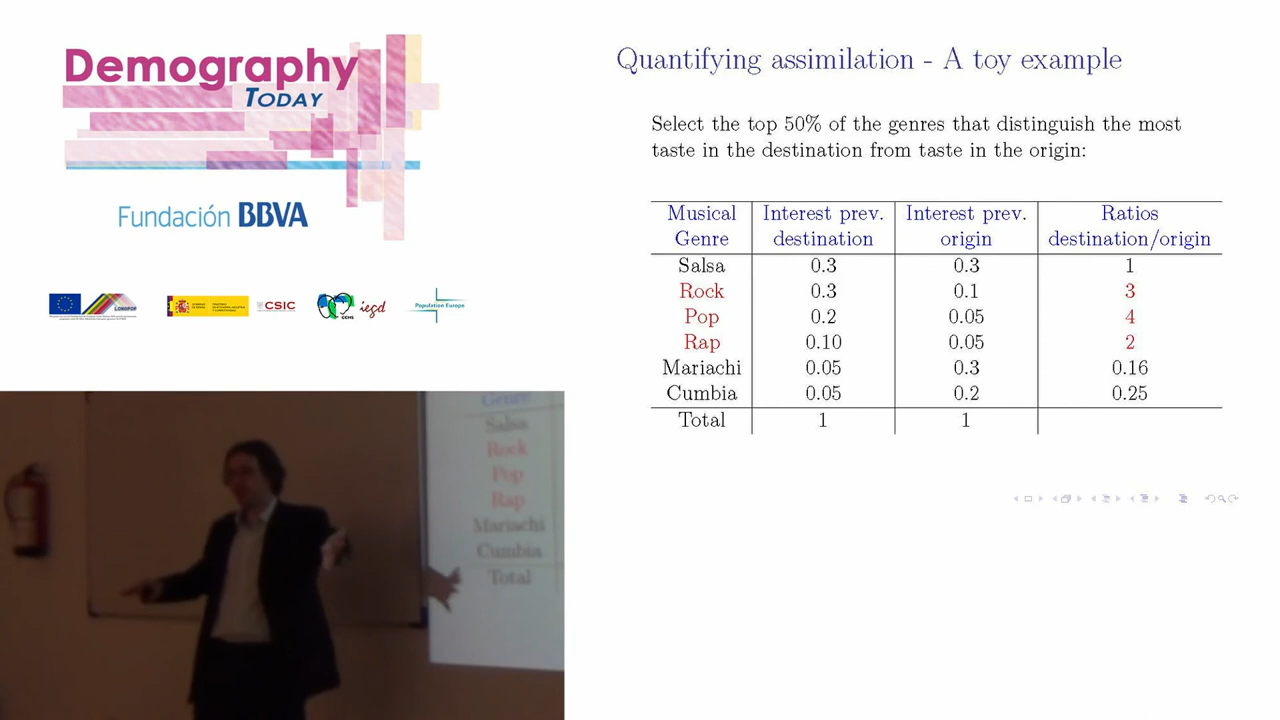 Demography
TODAY
Fundación BBVA
LONGPOP
CSIC
CCHS iegd
Population Europe
Quantifying assimilation - A toy example
Select the top 50% of the genres that distinguish the most
taste in the destination from taste in the origin:
Musical Genre Interest prev. destination Interest prev. origin Ratios destination/origin
Salsa 0.3 0.3 1
Rock 0.3 0.1 3
Pop 0.2 0.05 4
Rap 0.10 0.05 2
Mariachi 0.05 0.3 0.16
Cumbia 0.05 0.2 0.25
Total 1 1
Genre
Salsa
Rock
Pop
Rap
Mariachi
Cumbia
Total